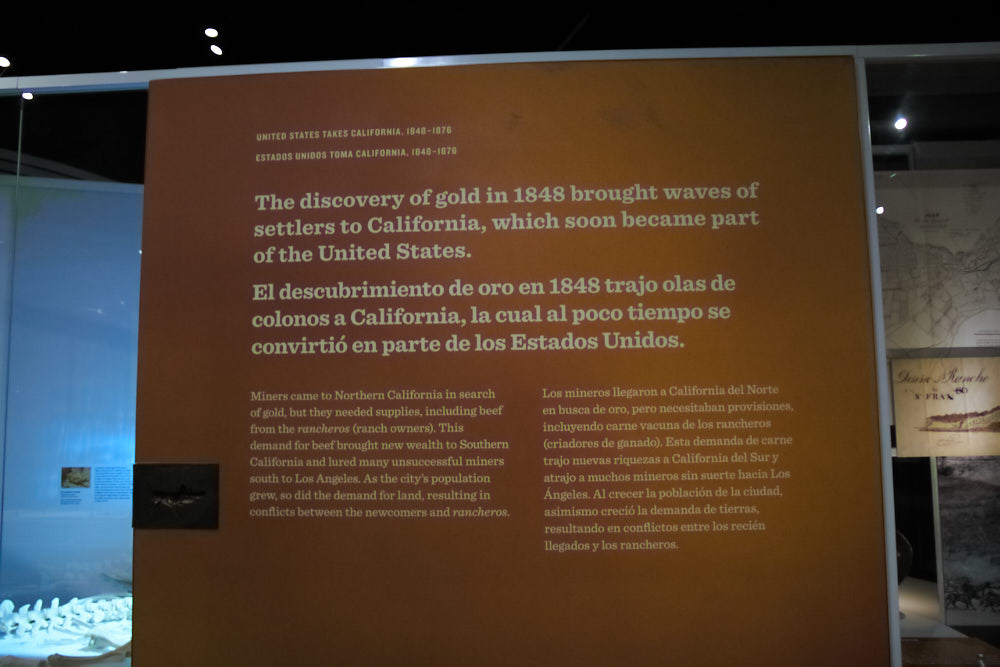 UNITED STATES TAKES CALIFORNIA, 1848–1876
ESTADOS UNIDOS TOMA CALIFORNIA, 1848–1876
The discovery of gold in 1848 brought waves of
settlers to California, which soon became part
of the United States.
El descubrimiento de oro en 1848 trajo olas de
colonos a California, la cual al poco tiempo se
convirtió en parte de los Estados Unidos.
Miners came to Northern California in search
of gold, but they needed supplies, including beef
from the rancheros (ranch owners). This
demand for beef brought new wealth to Southern
California and lured many unsuccessful miners
south to Los Angeles. As the city's population
grew, so did the demand for land, resulting in
conflicts between the newcomers and rancheros.
Los mineros llegaron a California del Norte
en busca de oro, pero necesitaban provisiones,
incluyendo carne vacuna de los rancheros
(criadores de ganado). Esta demanda de carne
trajo nuevas riquezas a California del Sur y
atrajo a muchos mineros sin suerte hacia Los
Ángeles. Al crecer la población de la ciudad,
asimismo creció la demanda de tierras,
resultando en conflictos entre los recién
llegados y los rancheros.
Rancho